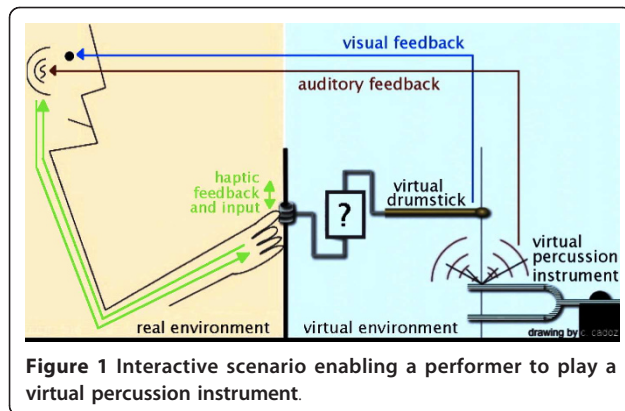 visual feedback
auditory feedback
haptic
feedback
and input
?
virtual
drumstick
virtual
percussion
instrument
real environment
virtual environment
drawing by c. cadoz
Figure 1 Interactive scenario enabling a performer to play a
virtual percussion instrument.